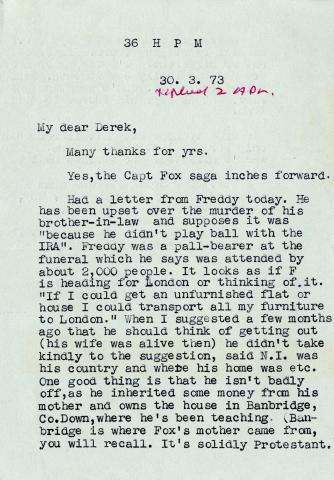 36 H P M
30. 3. 73
replied 2 Apr.
My dear Derek,
Many thanks for yrs.
Yes,the Capt Fox saga inches forward.
Had a letter from Freddy today. He
has been upset over the murder of his
brother-in-law and supposes it was
"because he didn't play ball with the
IRA". Freddy was a pall-bearer at the
funeral which he says was attended by
about 2,000 people. It looks as if F
is heading for London or thinking of it.
"If I could get an unfurnished flat or
house I could transport all my furniture
to London." When I suggested a few months
ago that he should think of getting out
(his wife was alive then) he didn't take
kindly to the suggestion, said N.I. was
his country and where his home was etc.
One good thing is that he isn't badly
off,as he inherited some money from his
mother and owns the house in Banbridge,
Co.Down,where he's been teaching. (Ban-
bridge is where Fox's mother came from,
you will recall. It's solidly Protestant.